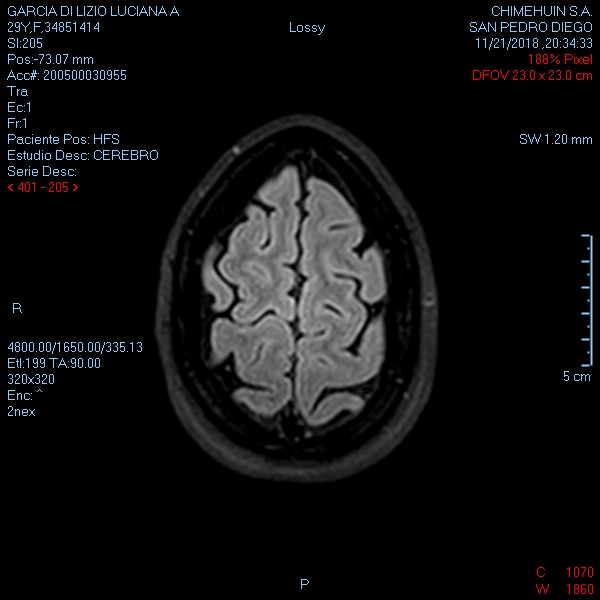 GARCIA DI LIZIO LUCIANA A
29Y,F,34851414
Sl:205
Pos:-73.07 mm
Acc#: 200500030955
Tra
Ec:1
Fr:1
Paciente Pos: HFS
Estudio Desc: CEREBRO
Serie Desc:
< 401 - 205 >
Lossy
CHIMEHUIN S.A.
SAN PEDRO DIEGO
11/21/2018 ,20:34:33
188% Pixel
DFOV 23.0 x 23.0 cm
SW 1.20 mm
R
5 cm
4800.00/1650.00/335.13
Etl:199 TA:90.00
320x320
Enc: ^
2nex
P
C 1070
W 1860